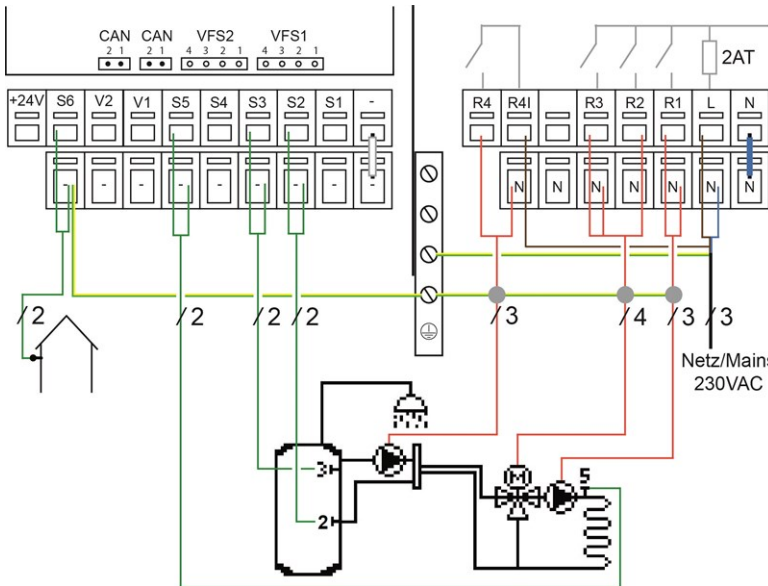 CAN CAN VFS2 VFS1
2 1 2 1 4 3 2 1 4 3 2 1
2AT
+24V S6 V2 V1 S5 S4 S3 S2 S1 - R4 R4I R3 R2 R1 L N
- - - - - - - - - N N N N N N
/2 /2 /2 /2 /3 /4 /3 /3
Netz/Mains
230VAC
3
M
5
2